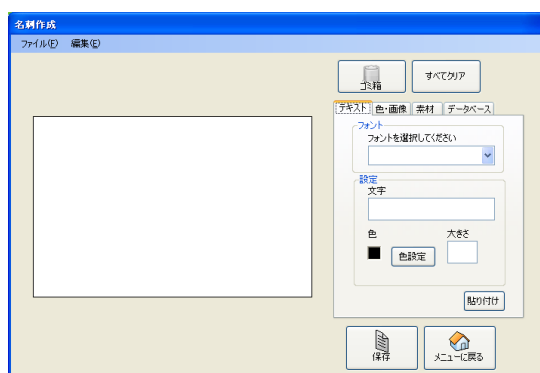 名刺作成
ファイル(F) 編集(E)
ゴミ箱 すべてクリア
テキスト 色・画像 素材 データベース
フォント
フォントを選択してください
設定
文字
色 大きさ
色設定
貼り付け
保存 メニューに戻る